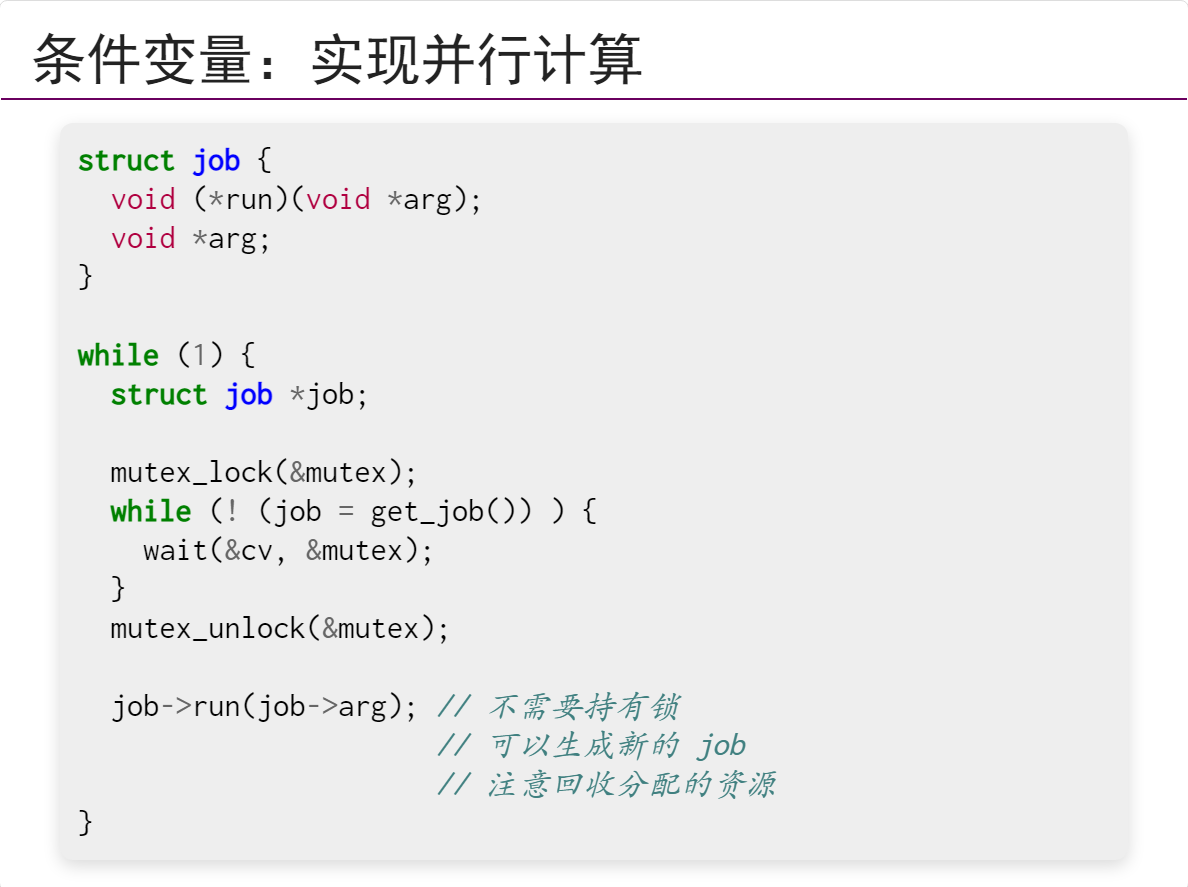 条件变量：实现并行计算
struct job {
  void (*run)(void *arg);
  void *arg;
}
while (1) {
  struct job *job;
  mutex_lock(&mutex);
  while (! (job = get_job()) ) {
    wait(&cv, &mutex);
  }
  mutex_unlock(&mutex);
  job->run(job->arg); // 不需要持有锁
                      // 可以生成新的 job
                      // 注意回收分配的资源
}